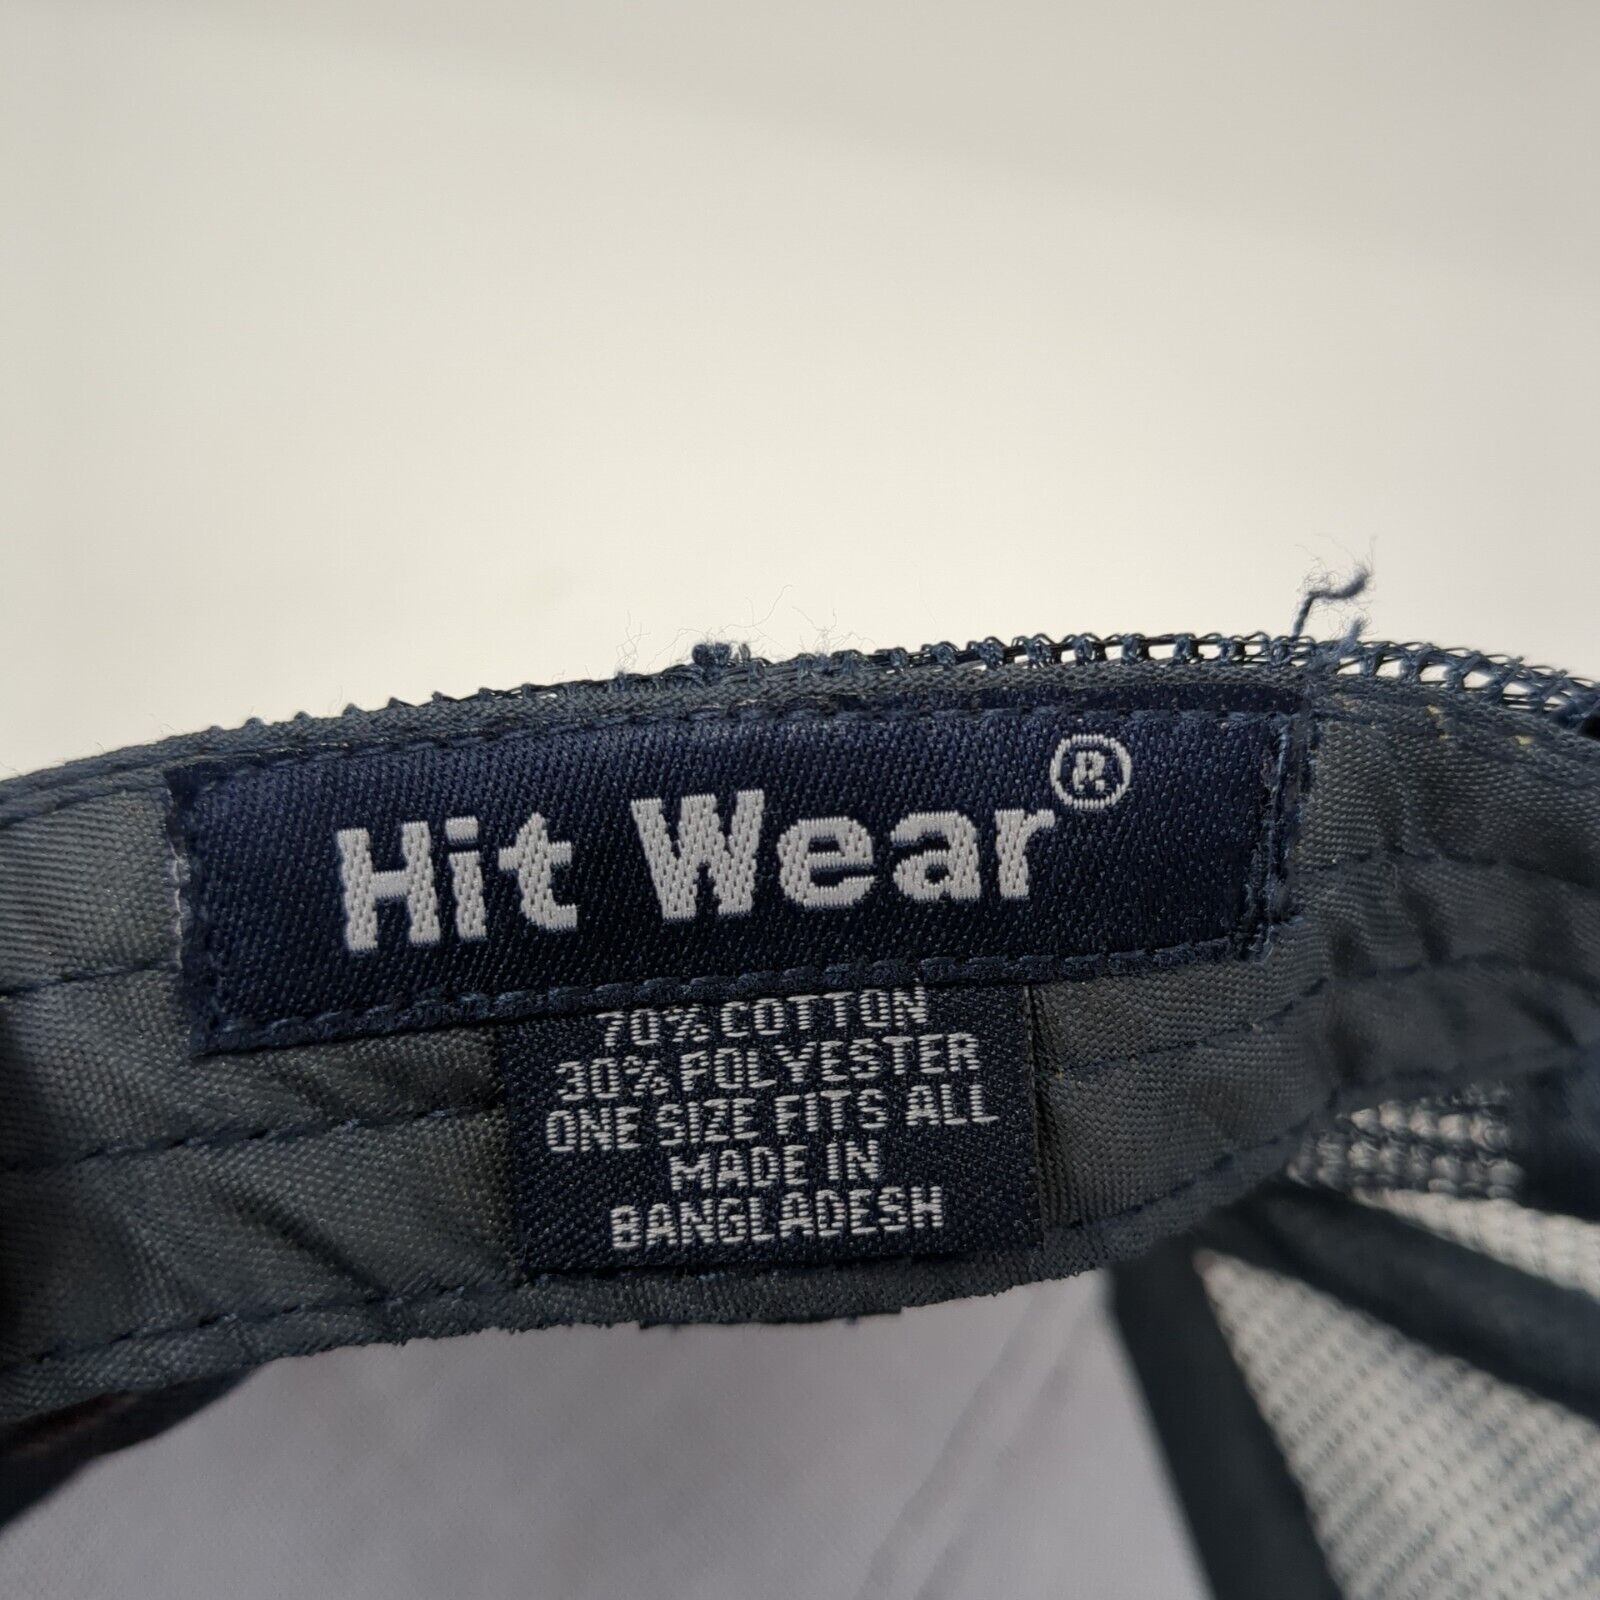 Hit Wear®
70% COTTON
30% POLYESTER
ONE SIZE FITS ALL
MADE IN
BANGLADESH